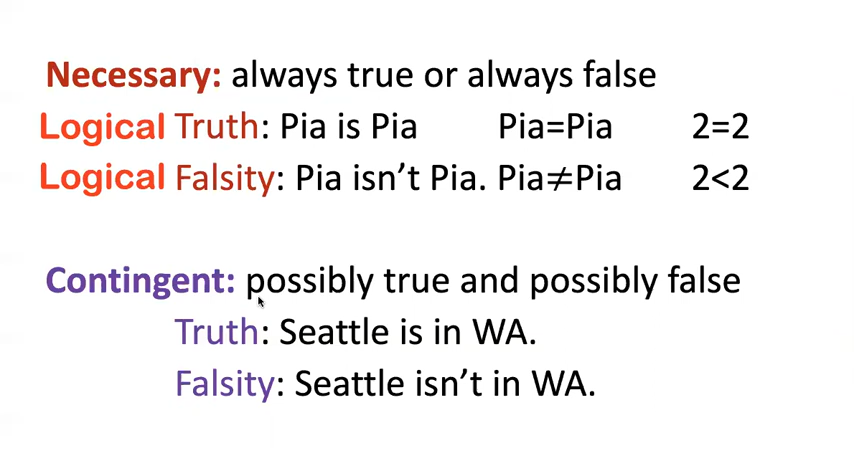 Necessary: always true or always false
Logical Truth: Pia is Pia Pia=Pia 2=2
Logical Falsity: Pia isn’t Pia. Pia≠Pia 2<2
Contingent: possibly true and possibly false
Truth: Seattle is in WA.
Falsity: Seattle isn’t in WA.